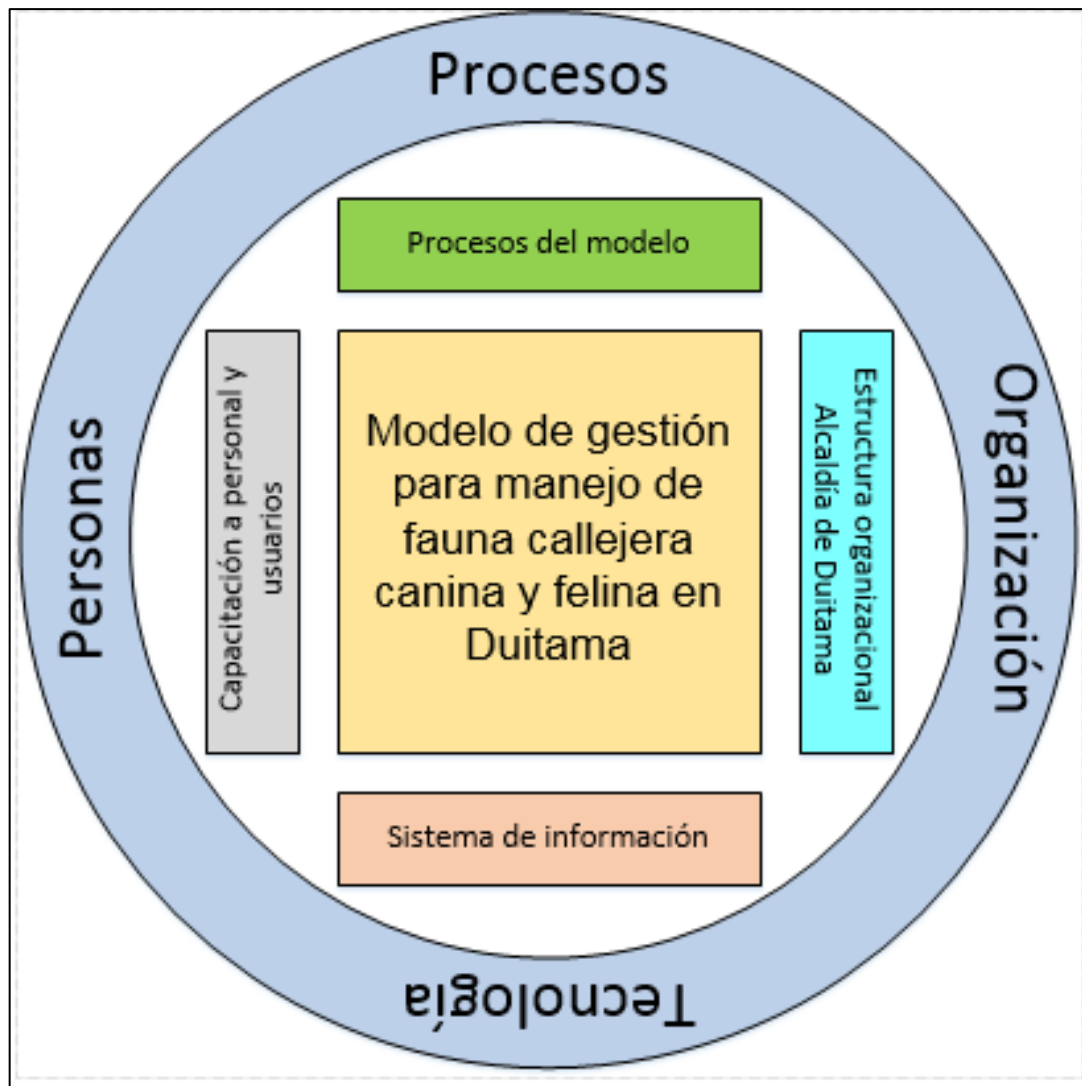 Procesos
Procesos del modelo
Personas
Capacitación a personal y
usuarios
Modelo de gestión
para manejo de
fauna callejera
canina y felina en
Duitama
Estructura organizacional
Alcaldía de Duitama
Organización
Sistema de información
Tecnología